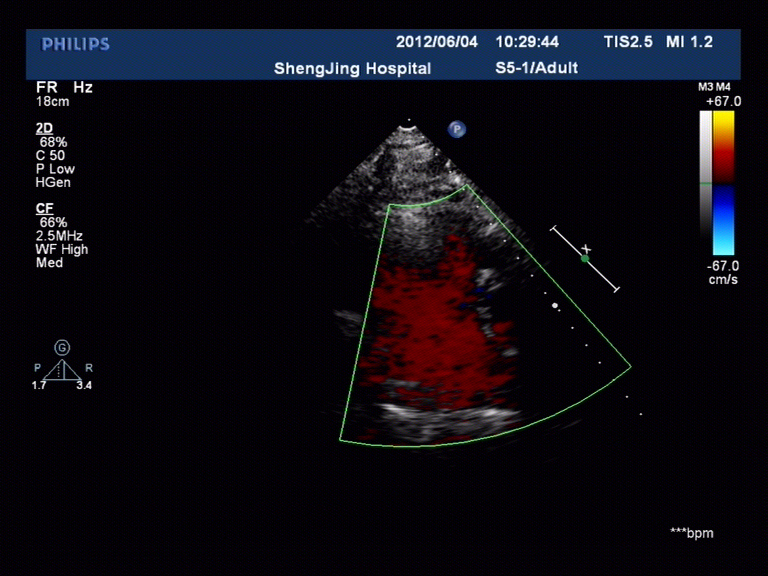 PHILIPS
2012/06/04 10:29:44 TIS2.5 MI 1.2
ShengJing Hospital S5-1/Adult
FR Hz
18cm
2D
68%
C 50
P Low
HGen
CF
66%
2.5MHz
WF High
Med
M3 M4
+67.0
-67.0
cm/s
P
X
G
P R
1.7 3.4
***bpm